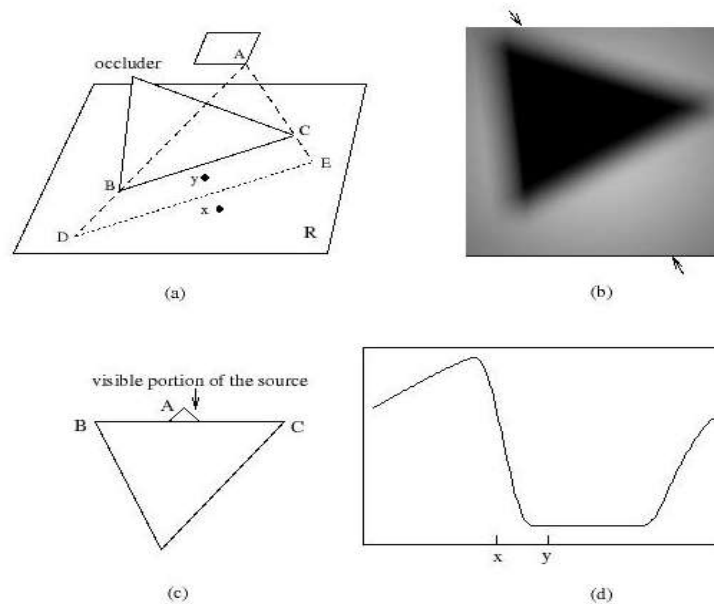 A
occluder
C
B
y
E
x
D
R
(a)
(b)
visible portion of the source
A
B
C
(c)
x
y
(d)